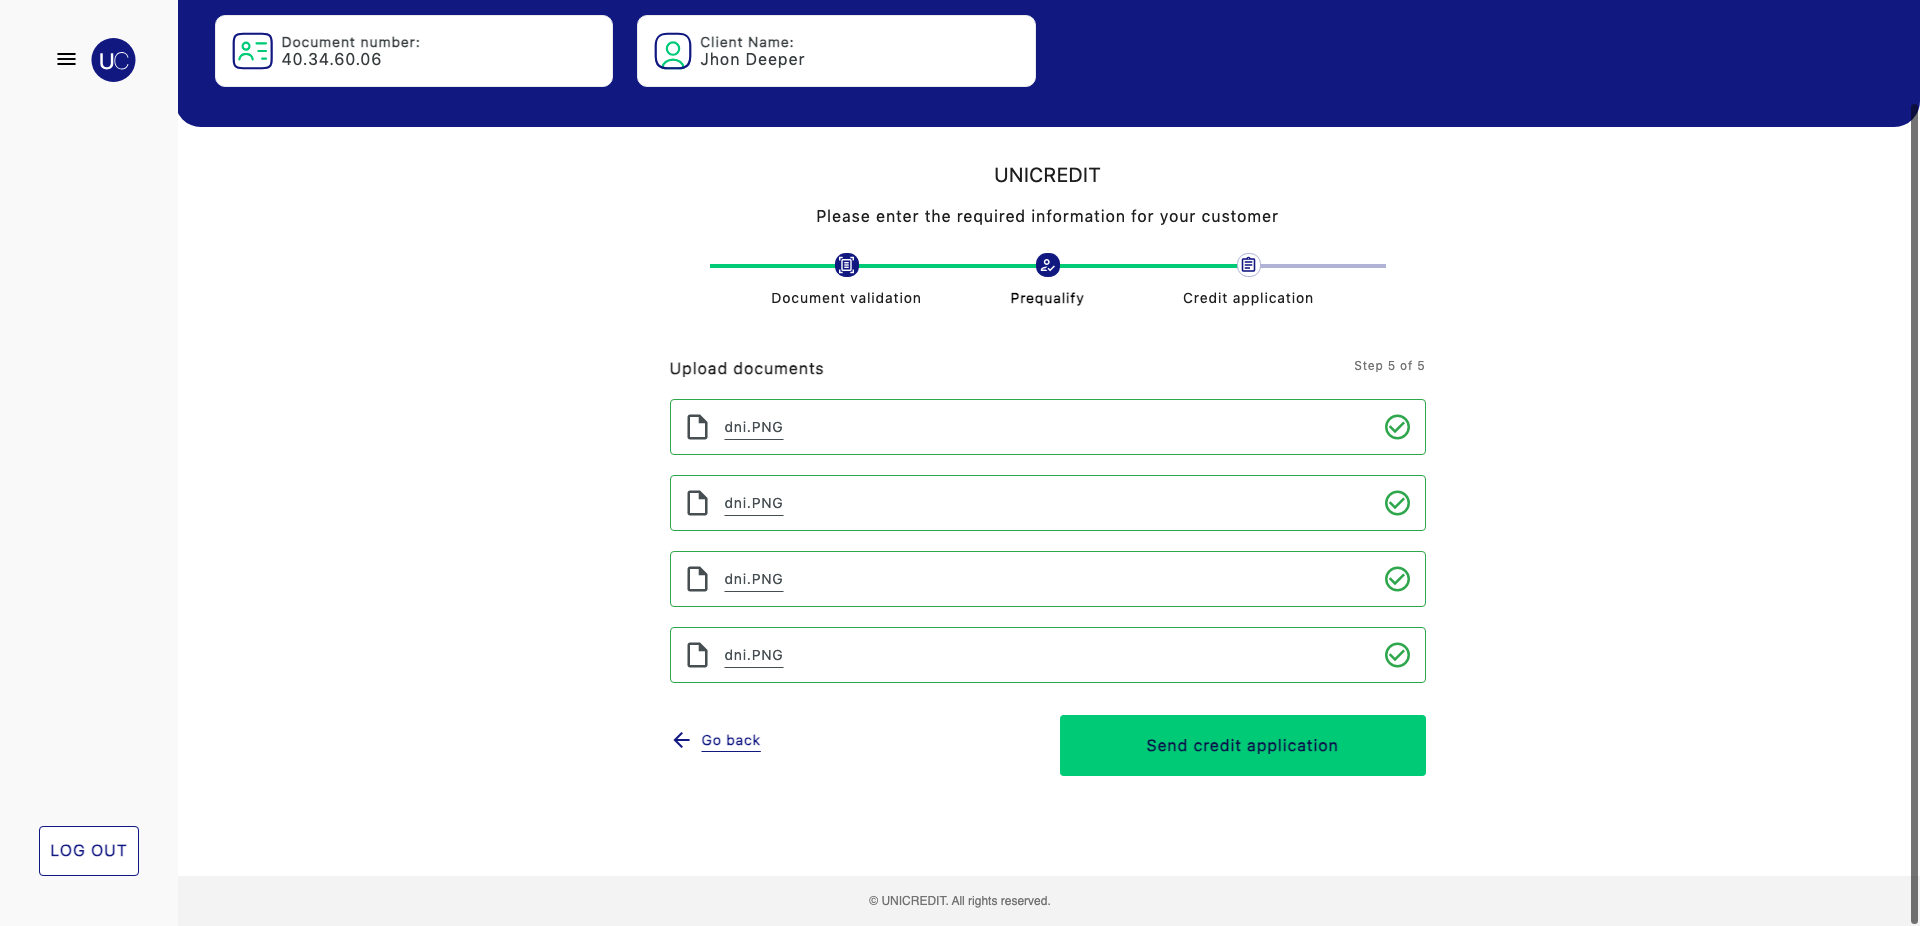 UC
Document number:
40.34.60.06
Client Name:
Jhon Deeper
UNICREDIT
Please enter the required information for your customer
Document validation
Prequalify
Credit application
Upload documents
Step 5 of 5
dni.PNG
dni.PNG
dni.PNG
dni.PNG
Go back
Send credit application
LOG OUT
© UNICREDIT. All rights reserved.